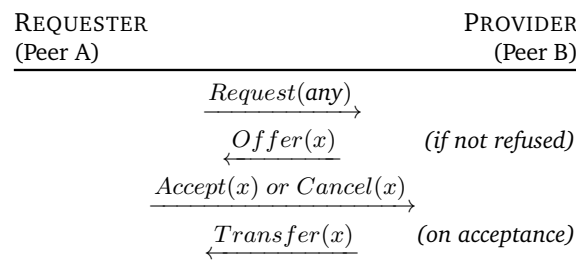 REQUESTER PROVIDER
(Peer A) (Peer B)
Request(any)
Offer(x) (if not refused)
Accept(x) or Cancel(x)
Transfer(x) (on acceptance)